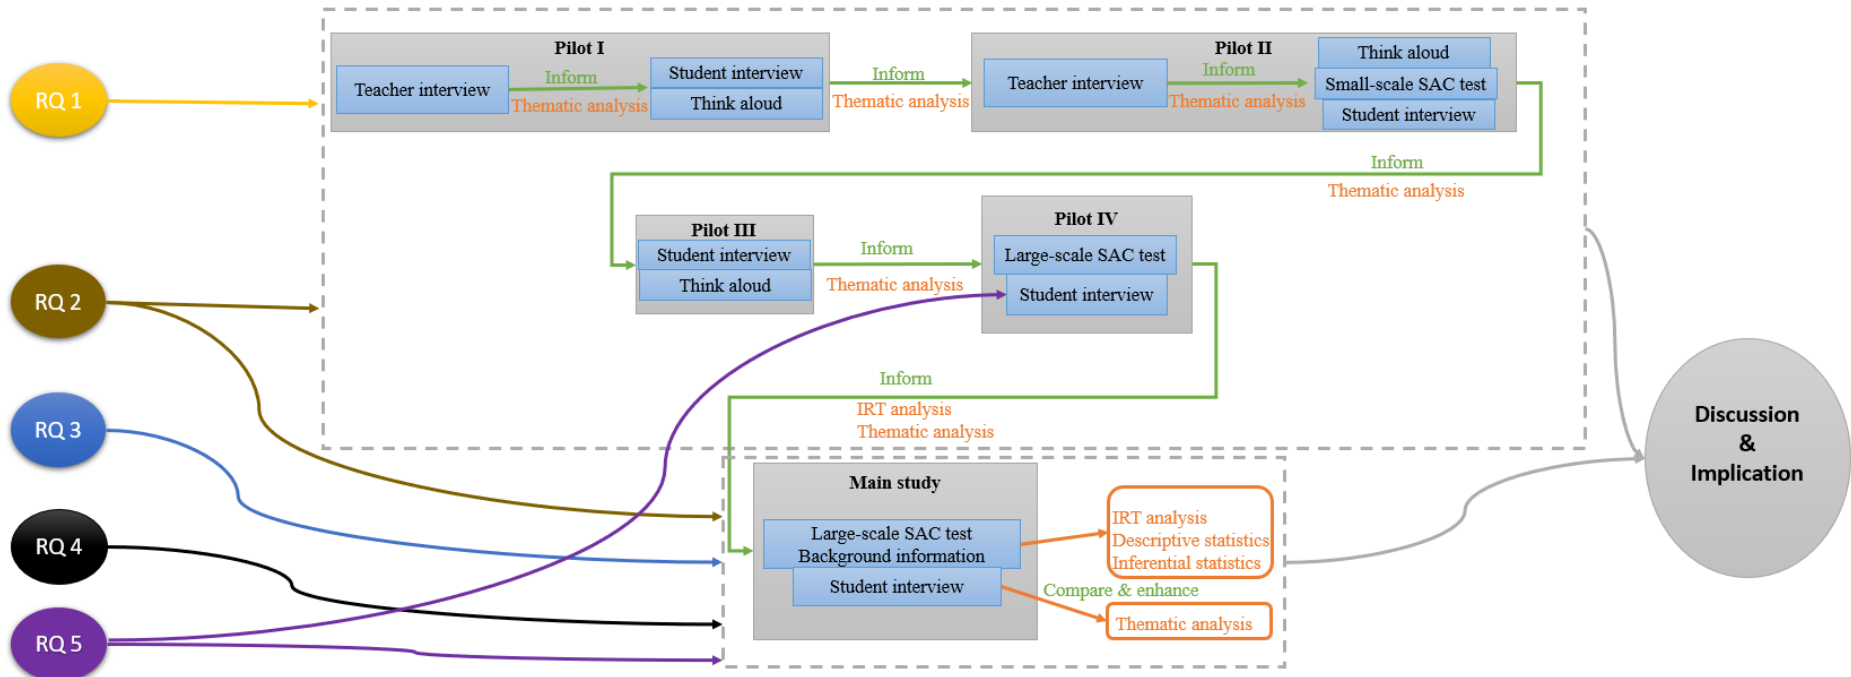 RQ 1
Pilot I
Teacher interview
Inform
Thematic analysis
Student interview
Think aloud
Inform
Thematic analysis
Pilot II
Teacher interview
Inform
Thematic analysis
Think aloud
Small-scale SAC test
Student interview
Inform
Thematic analysis
RQ 2
Pilot III
Student interview
Think aloud
Inform
Thematic analysis
Pilot IV
Large-scale SAC test
Student interview
Inform
IRT analysis
Thematic analysis
RQ 3
RQ 4
RQ 5
Main study
Large-scale SAC test
Background information
Student interview
IRT analysis
Descriptive statistics
Inferential statistics
Compare & enhance
Thematic analysis
Discussion
&
Implication